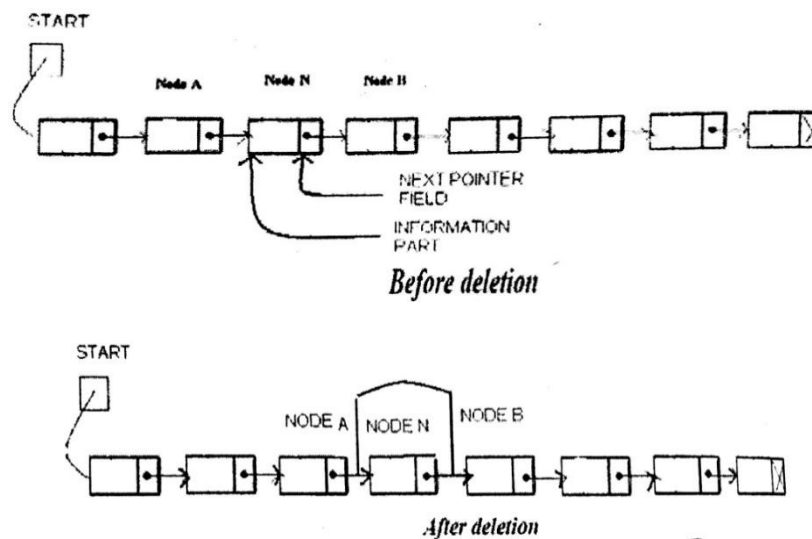 START
Node A Node N Node B
NEXT POINTER
FIELD
INFORMATION
PART
Before deletion
START
NODE A NODE N NODE B
After deletion